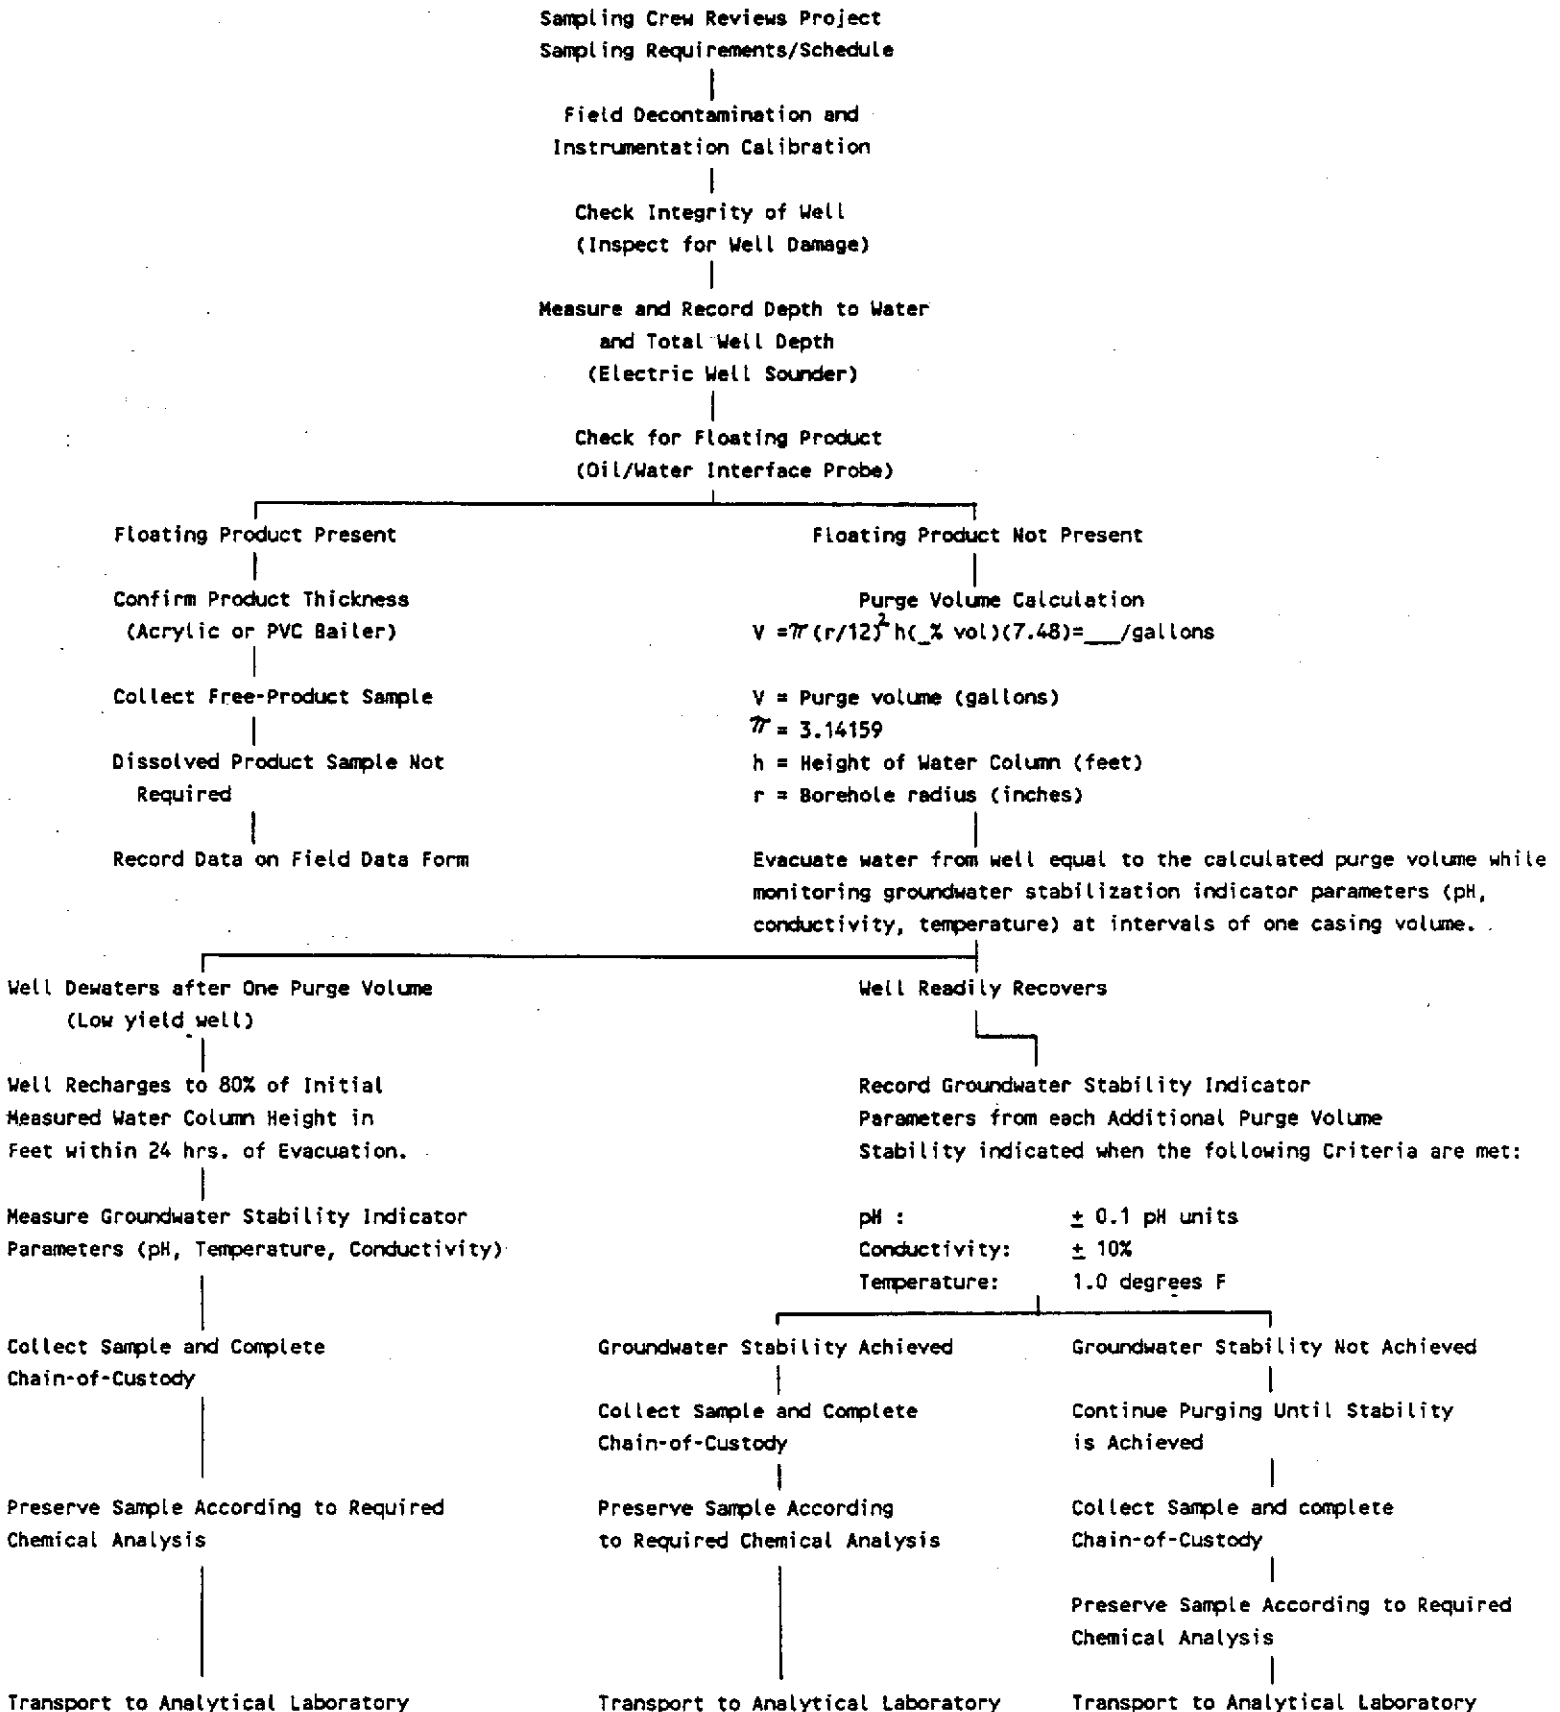 Sampling Crew Reviews Project
Sampling Requirements/Schedule
Field Decontamination and
Instrumentation Calibration
Check Integrity of Well
(Inspect for Well Damage)
Measure and Record Depth to Water
and Total Well Depth
(Electric Well Sounder)
Check for Floating Product
(Oil/Water Interface Probe)
Floating Product Present
Confirm Product Thickness
(Acrylic or PVC Bailer)
Collect Free-Product Sample
Dissolved Product Sample Not
Required
Record Data on Field Data Form
Floating Product Not Present
Purge Volume Calculation
V =π(r/12)² h(_% vol)(7.48)=___/gallons
V = Purge volume (gallons)
π = 3.14159
h = Height of Water Column (feet)
r = Borehole radius (inches)
Evacuate water from well equal to the calculated purge volume while
monitoring groundwater stabilization indicator parameters (pH,
conductivity, temperature) at intervals of one casing volume.
Well Dewaters after One Purge Volume
(Low yield well)
Well Recharges to 80% of Initial
Measured Water Column Height in
Feet within 24 hrs. of Evacuation.
Measure Groundwater Stability Indicator
Parameters (pH, Temperature, Conductivity)
Collect Sample and Complete
Chain-of-Custody
Preserve Sample According to Required
Chemical Analysis
Transport to Analytical Laboratory
Well Readily Recovers
Record Groundwater Stability Indicator
Parameters from each Additional Purge Volume
Stability indicated when the following Criteria are met:
pH : ± 0.1 pH units
Conductivity: ± 10%
Temperature: 1.0 degrees F
Groundwater Stability Achieved
Collect Sample and Complete
Chain-of-Custody
Preserve Sample According
to Required Chemical Analysis
Transport to Analytical Laboratory
Groundwater Stability Not Achieved
Continue Purging Until Stability
is Achieved
Collect Sample and complete
Chain-of-Custody
Preserve Sample According to Required
Chemical Analysis
Transport to Analytical Laboratory